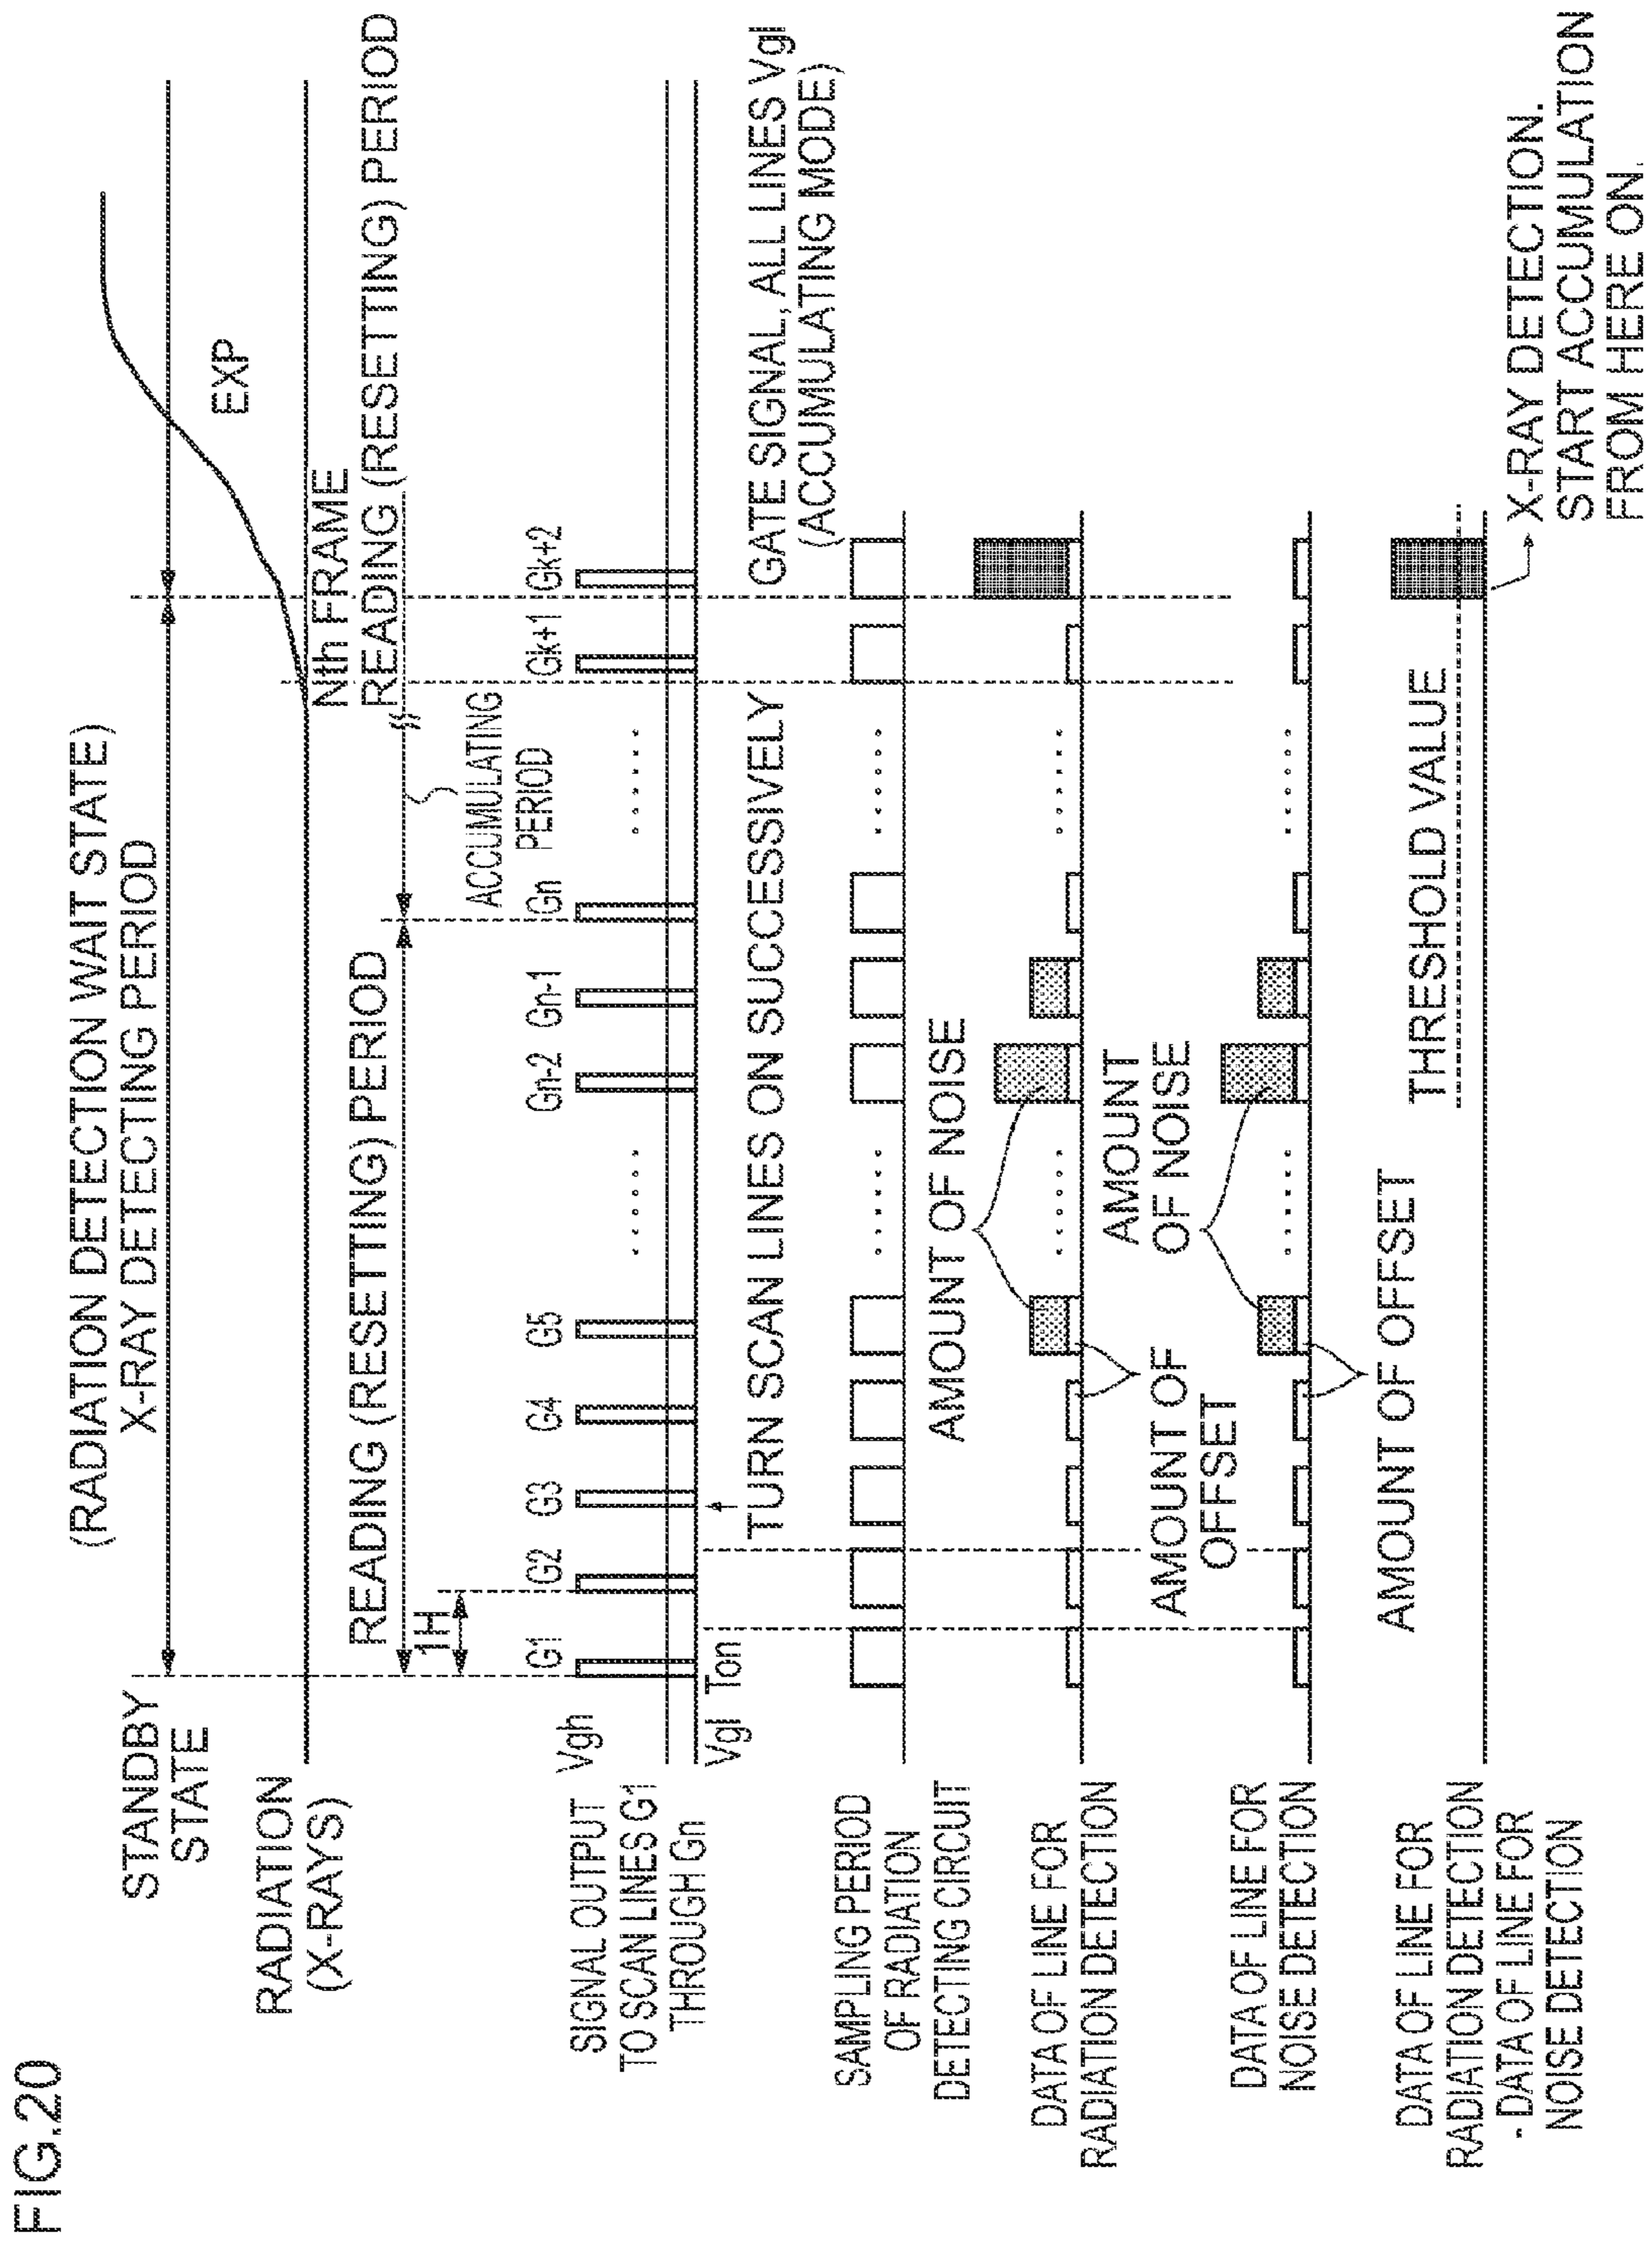 FIG.20
STANDBY
STATE
(RADIATION DETECTION WAIT STATE)
X-RAY DETECTING PERIOD
RADIATION
(X-RAYS)
EXP
READING (RESETTING) PERIOD
Nth FRAME
READING (RESETTING) PERIOD
1H
ACCUMULATING
PERIOD
SIGNAL OUTPUT
TO SCAN LINES G1
THROUGH Gn
Vgh
Vgl
Ton
G1
G2
G3
G4
G5
Gn-2
Gn-1
Gn
Gk+1
Gk+2
TURN SCAN LINES ON SUCCESSIVELY
GATE SIGNAL, ALL LINES Vgl
(ACCUMULATING MODE)
SAMPLING PERIOD
OF RADIATION
DETECTING CIRCUIT
AMOUNT OF NOISE
DATA OF LINE FOR
RADIATION DETECTION
AMOUNT OF
OFFSET
AMOUNT
OF NOISE
DATA OF LINE FOR
NOISE DETECTION
AMOUNT OF OFFSET
THRESHOLD VALUE
DATA OF LINE FOR
RADIATION DETECTION
- DATA OF LINE FOR
NOISE DETECTION
X-RAY DETECTION.
START ACCUMULATION
FROM HERE ON.